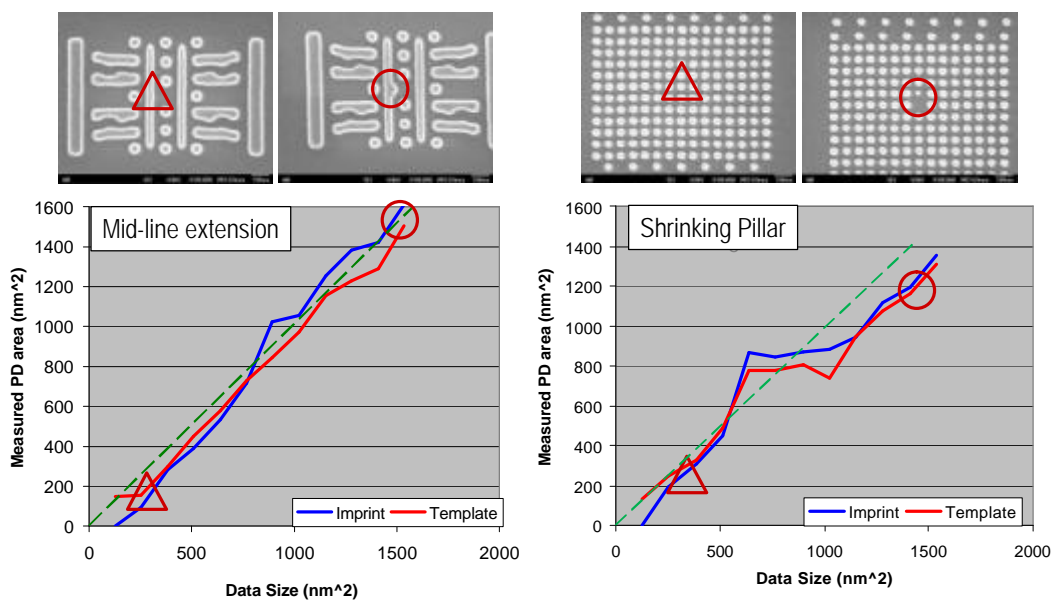 Mid-line extension
Measured PD area (nm^2)
1600
1400
1200
1000
800
600
400
200
0
Imprint
Template
0
500
1000
1500
2000
Data Size (nm^2)
Shrinking Pillar
Measured PD area (nm^2)
1600
1400
1200
1000
800
600
400
200
0
Imprint
Template
0
500
1000
1500
2000
Data Size (nm^2)